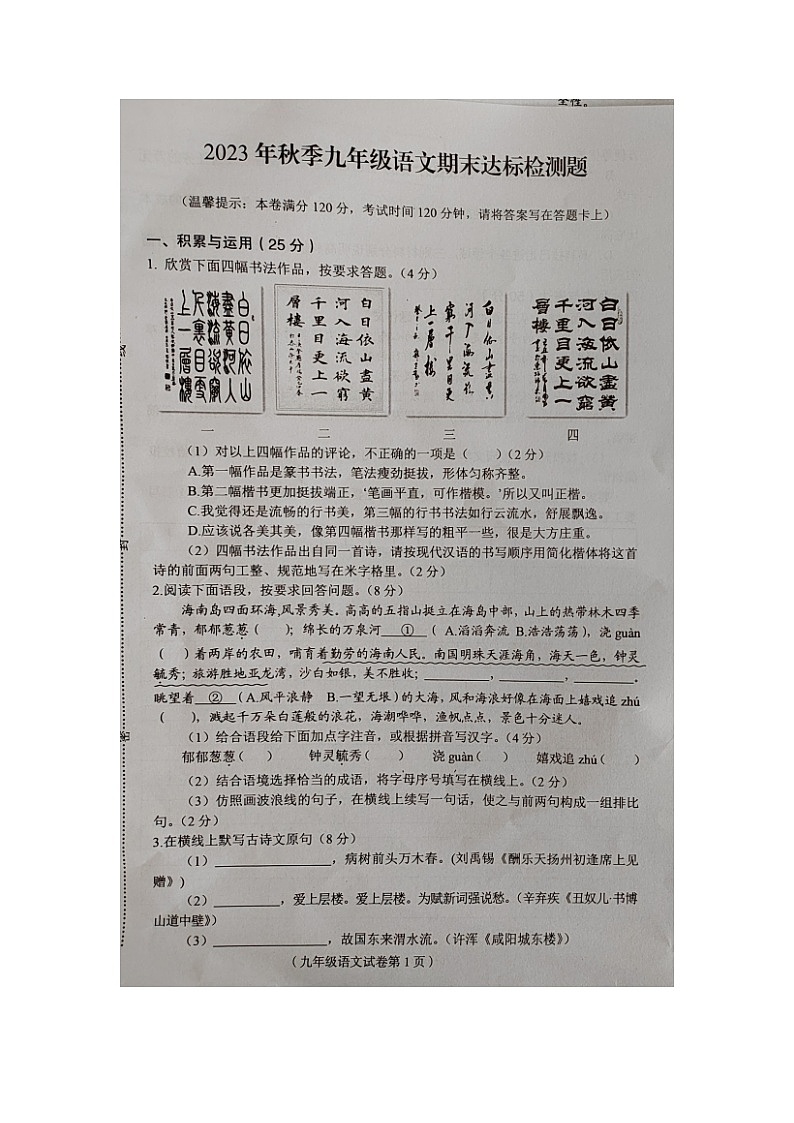 全性。
2023 年秋季九年级语文期末达标检测题
（温馨提示：本卷满分 120 分，考试时间 120 分钟，请将答案写在答题卡上）
一、积累与运用（25 分）
1. 欣赏下面四幅书法作品，按要求答题。（4 分）
白日依山
盡黄河入
海流欲窮
千里目更
上一層樓
白日依山盡黄
河入海流欲窮
千里目更上一
層樓
白日依山盡黄
河入海流欲
窮千里目更
上一層樓
白日依山盡黄
河入海流欲窮
千里目更上一
層樓
一 二 三 四
（1）对以上四幅作品的评论，不正确的一项是（ ）（2 分）
A.第一幅作品是篆书书法，笔法瘦劲挺拔，形体匀称齐整。
B.第二幅楷书更加挺拔端正，‘笔画平直，可作楷模。’所以又叫正楷。
C.我觉得还是流畅的行书美，第三幅的行书书法如行云流水，舒展飘逸。
D.应该说各美其美，像第四幅楷书那样写的粗平一些，很是大方庄重。
（2）四幅书法作品出自同一首诗，请按现代汉语的书写顺序用简化楷体将这首
诗的前面两句工整、规范地写在米字格里。（2 分）
2.阅读下面语段，按要求回答问题。（8 分）
海南岛四面环海,风景秀美。高高的五指山挺立在海岛中部，山上的热带林木四季
常青，郁郁葱葱（ ）；绵长的万泉河 ① （ A.滔滔奔流 B.浩浩荡荡），浇 guàn
（ ）着两岸的农田，哺育着勤劳的海南人民。南国明珠天涯海角，海天一色，钟灵
毓秀；旅游胜地亚龙湾，沙白如银，美不胜收；________，________，________。
眺望着 ② （A.风平浪静 B.一望无垠）的大海，风和海浪好像在海面上嬉戏追 zhú
（ ），溅起千万朵白莲般的浪花，海潮哗哗，渔帆点点，景色十分迷人。
（1）给合语段给下面加点字注音，或根据拼音写汉字。（4 分）
郁郁葱葱（ ） 钟灵毓秀（ ） 浇 guàn（ ） 嬉戏追 zhú（ ）
（2）结合语境选择恰当的成语，将字母序号填写在横线上。（2 分）
（3）仿照画波浪线的句子，在横线上续写一句话，使之与前两句构成一组排比
句。（2 分）
3.在横线上默写古诗文原句（8 分）
（1）________________，病树前头万木春。(刘禹锡《酬乐天扬州初逢席上见
赠》)
（2）_________，爱上层楼。爱上层楼。为赋新词强说愁。（辛弃疾《丑奴儿·书博
山道中壁》）
（3）________________，故国东来渭水流。（许浑《咸阳城东楼》）
（九年级语文试卷第 1 页）
密
封